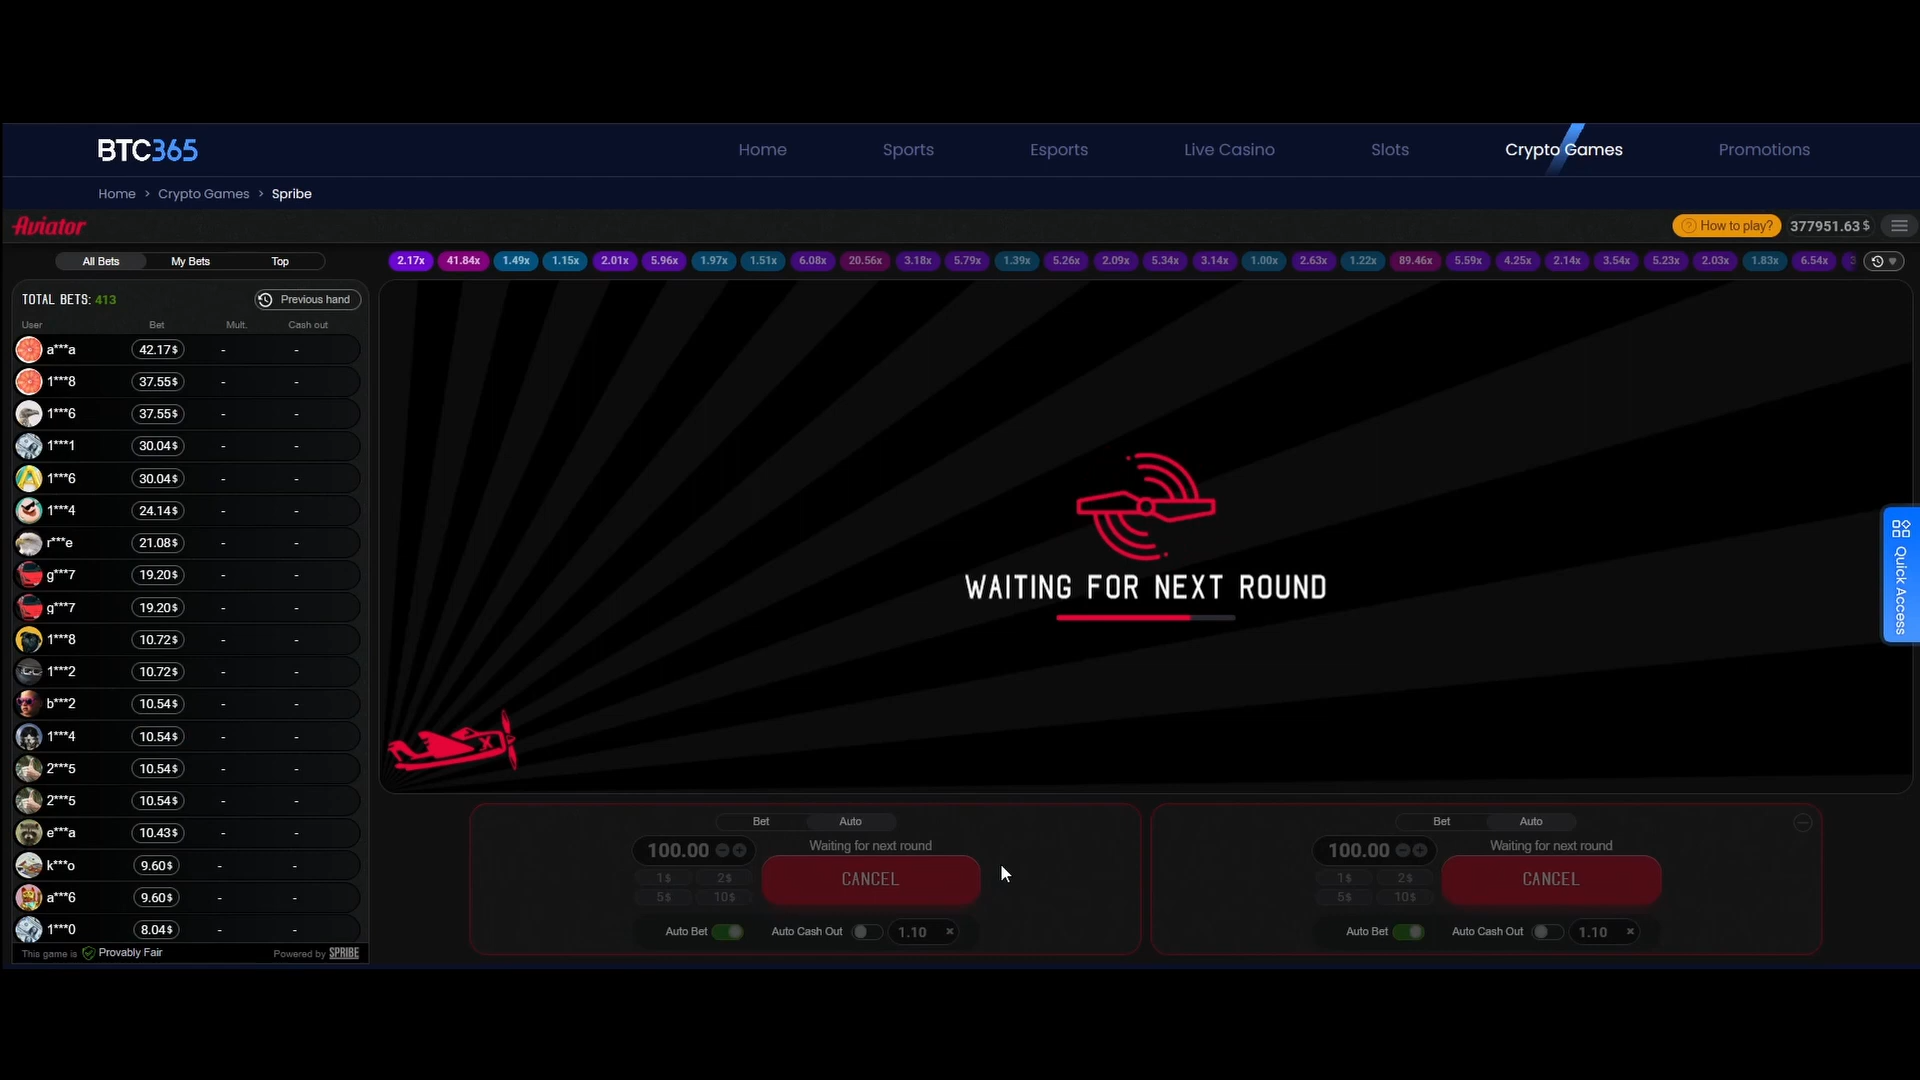 BTC365
Home Sports Esports Live Casino Slots Crypto Games Promotions
Home > Crypto Games > Spribe
Aviator
How to play? 377951.63 $
All Bets My Bets Top
2.17x 41.84x 1.49x 1.15x 2.01x 5.96x 1.97x 1.51x 6.08x 20.56x 3.18x 5.79x 1.39x 5.26x 2.09x 5.34x 3.14x 1.00x 2.63x 1.22x 89.46x 5.59x 4.25x 2.14x 3.54x 5.23x 2.03x 1.83x 6.54x
TOTAL BETS: 413
Previous hand
User Bet Mult. Cash out
a***a 42.17$ - -
1***8 37.55$ - -
1***6 37.55$ - -
1***1 30.04$ - -
1***6 30.04$ - -
1***4 24.14$ - -
r***e 21.08$ - -
g***7 19.20$ - -
g***7 19.20$ - -
1***8 10.72$ - -
1***2 10.72$ - -
b***2 10.54$ - -
1***4 10.54$ - -
2***5 10.54$ - -
2***5 10.54$ - -
e***a 10.43$ - -
k***o 9.60$ - -
a***6 9.60$ - -
1***0 8.04$ - -
This game is Provably Fair Powered by SPRIBE
WAITING FOR NEXT ROUND
X
Quick Access
Bet Auto
100.00
1$ 2$
5$ 10$
Waiting for next round
CANCEL
Auto Bet Auto Cash Out 1.10 ×
Bet Auto
100.00
1$ 2$
5$ 10$
Waiting for next round
CANCEL
Auto Bet Auto Cash Out 1.10 ×